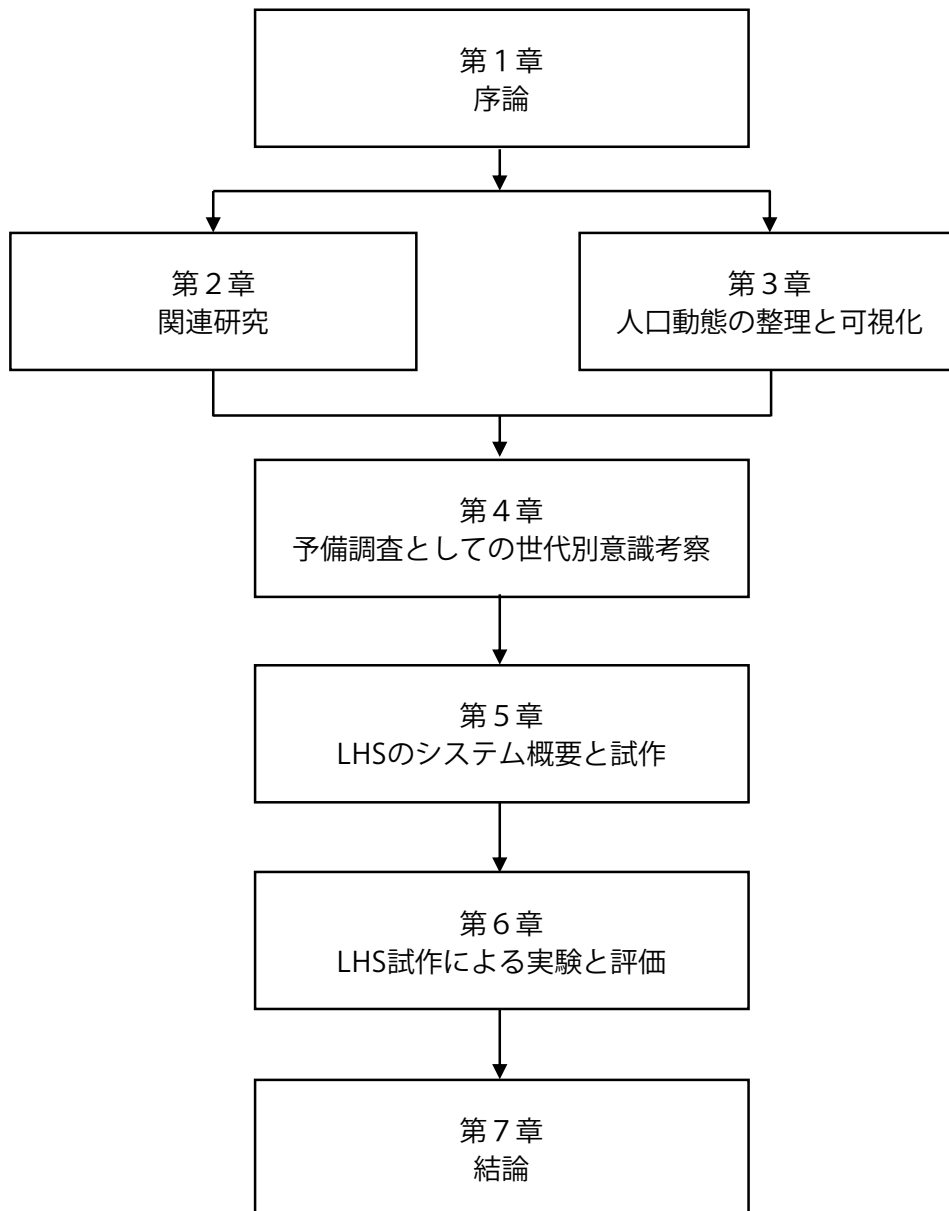 第１章
序論
第２章
関連研究
第３章
人口動態の整理と可視化
第４章
予備調査としての世代別意識考察
第５章
LHSのシステム概要と試作
第６章
LHS試作による実験と評価
第７章
結論